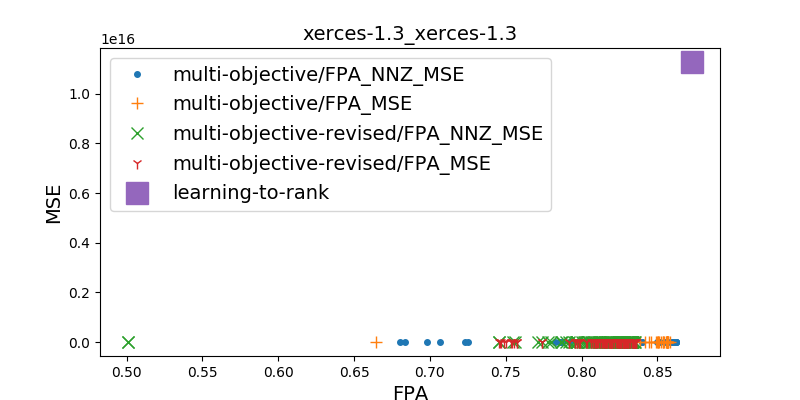 xerces-1.3_xerces-1.3
1e16
multi-objective/FPA_NNZ_MSE
multi-objective/FPA_MSE
multi-objective-revised/FPA_NNZ_MSE
multi-objective-revised/FPA_MSE
learning-to-rank
MSE
1.0
0.8
0.6
0.4
0.2
0.0
0.50 0.55 0.60 0.65 0.70 0.75 0.80 0.85
FPA